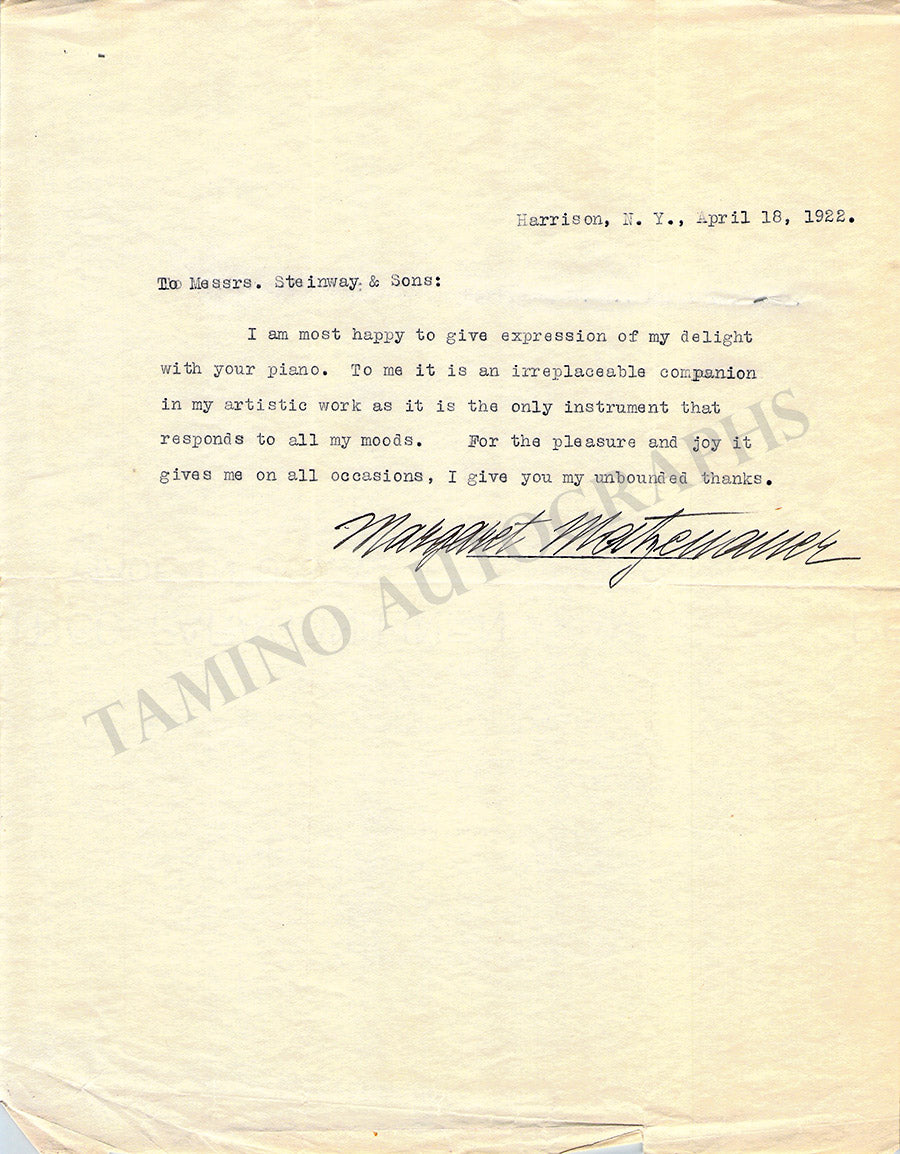 Harrison, N. Y., April 18, 1922.
To Messrs. Steinway & Sons:
I am most happy to give expression of my delight
with your piano. To me it is an irreplaceable companion
in my artistic work as it is the only instrument that
responds to all my moods. For the pleasure and joy it
gives me on all occasions, I give you my unbounded thanks.
Margaret Matzenauer
TAMINO AUTOGRAPHS